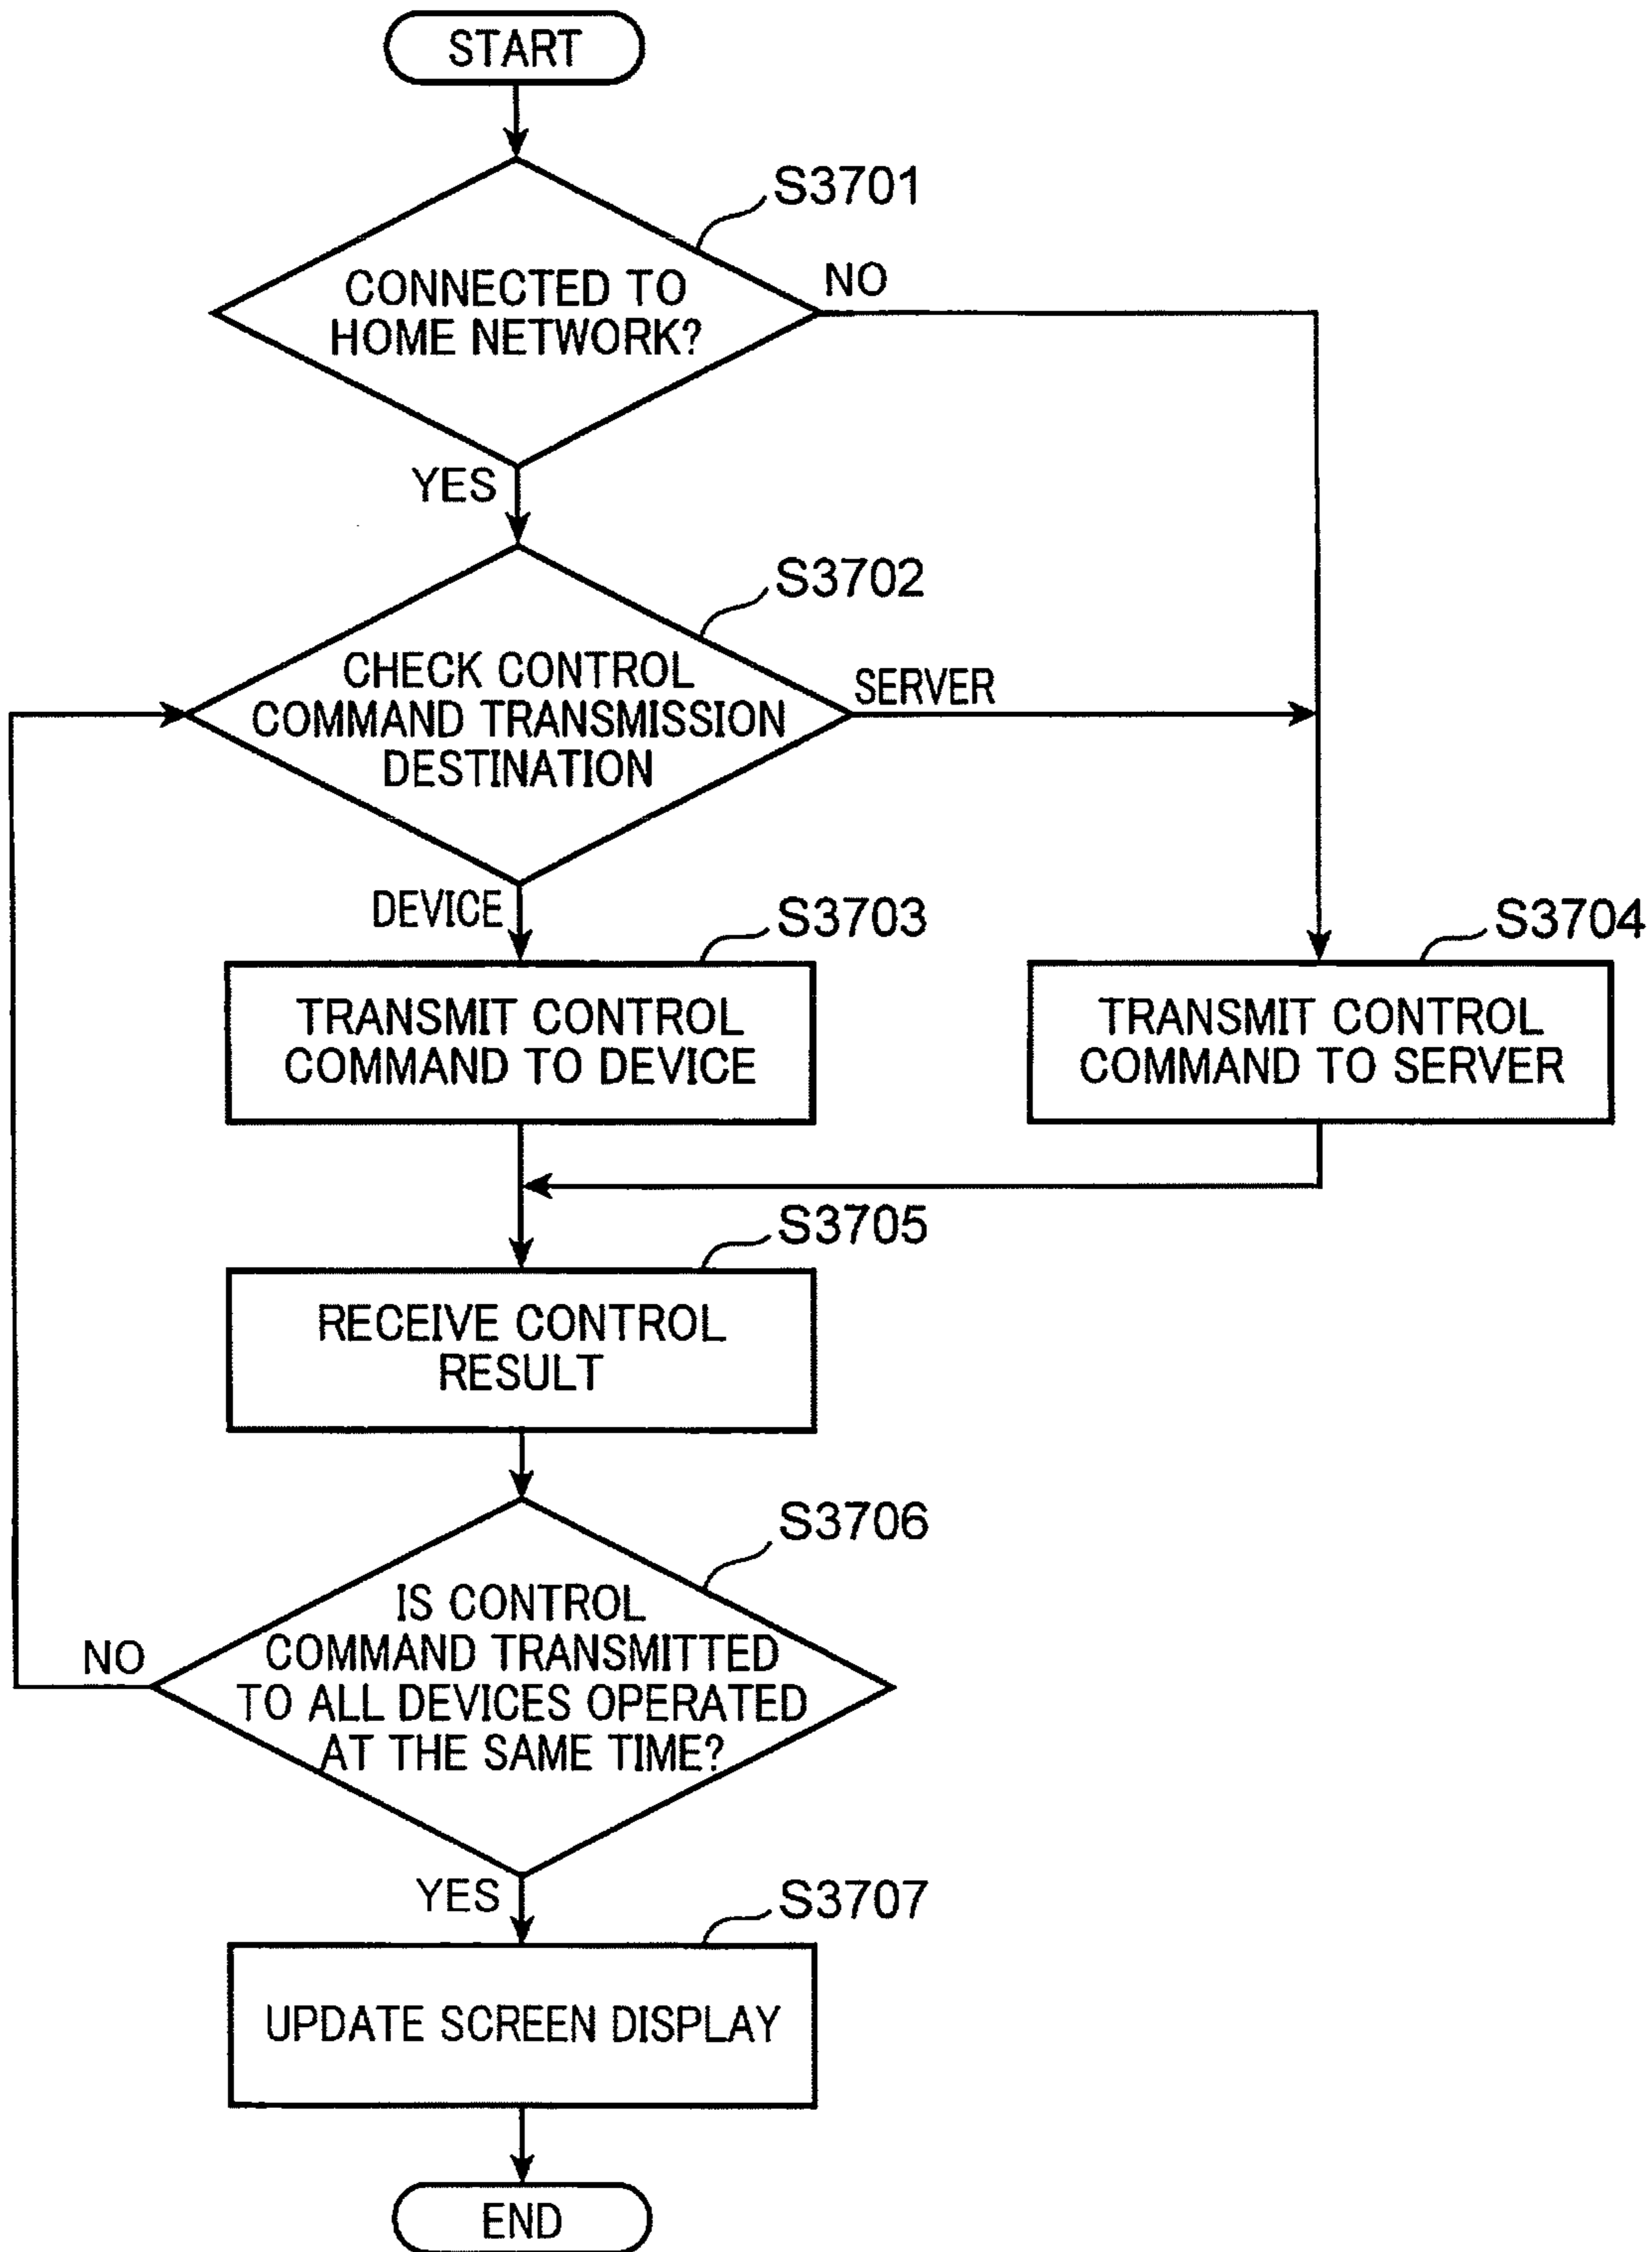 START
S3701
CONNECTED TO
HOME NETWORK?
NO
YES
S3702
CHECK CONTROL
COMMAND TRANSMISSION
DESTINATION
SERVER
DEVICE
S3703
TRANSMIT CONTROL
COMMAND TO DEVICE
S3704
TRANSMIT CONTROL
COMMAND TO SERVER
S3705
RECEIVE CONTROL
RESULT
S3706
IS CONTROL
COMMAND TRANSMITTED
TO ALL DEVICES OPERATED
AT THE SAME TIME?
NO
YES
S3707
UPDATE SCREEN DISPLAY
END